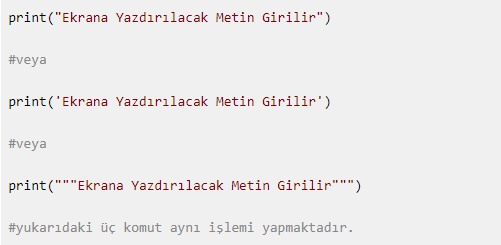 print("Ekrana Yazdırılacak Metin Girilir")
#veya
print('Ekrana Yazdırılacak Metin Girilir')
#veya
print("""Ekrana Yazdırılacak Metin Girilir""")
#yukarıdaki üç komut aynı işlemi yapmaktadır.